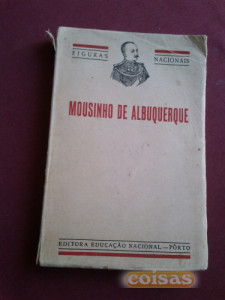 FIGURAS NACIONAIS
MOUSINHO DE ALBUQUERQUE
EDITORA EDUCAÇÃO NACIONAL — PÔRTO
coisas